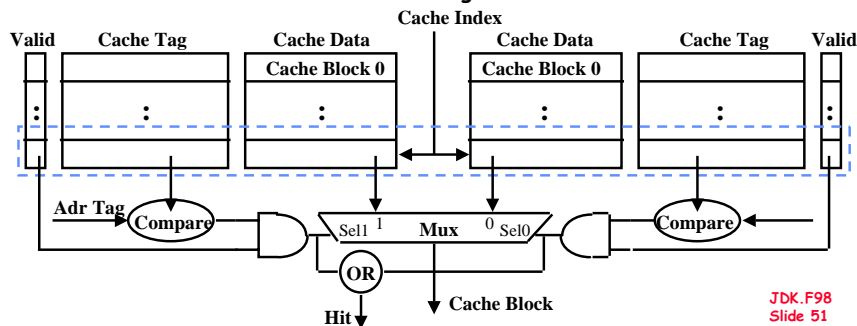 Cache Index
Valid Cache Tag Cache Data Cache Data Cache Tag Valid
Cache Block 0 Cache Block 0
: : : : : :
Adr Tag
Compare Sel1 1 Mux 0 Sel0 Compare
OR
Cache Block
Hit
JDK.F98
Slide 51